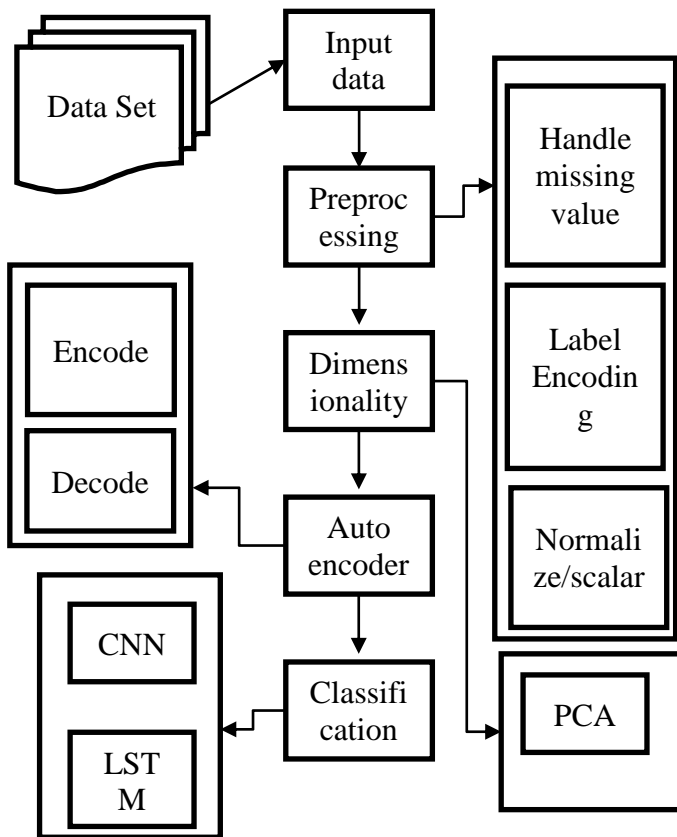 Data Set
Input
data
Preproc
essing
Handle
missing
value
Label
Encodin
g
Normali
ze/scalar
Dimens
ionality
PCA
Auto
encoder
Encode
Decode
Classifi
cation
CNN
LST
M